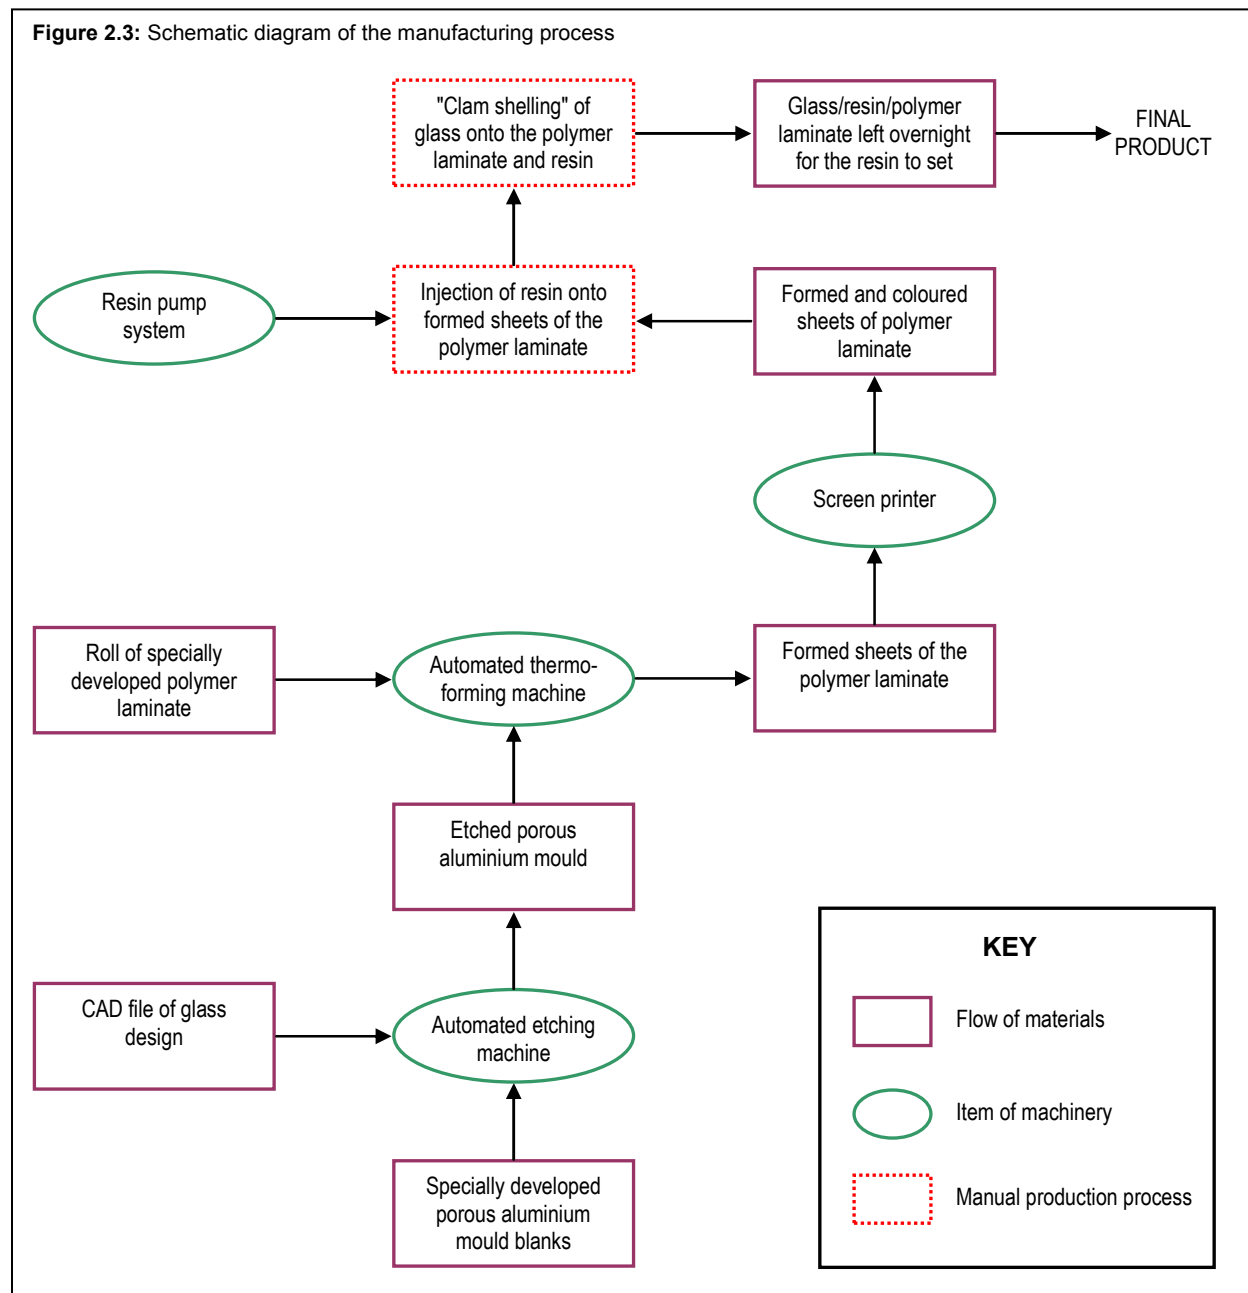 Figure 2.3: Schematic diagram of the manufacturing process
"Clam shelling" of
glass onto the polymer
laminate and resin
Glass/resin/polymer
laminate left overnight
for the resin to set
FINAL
PRODUCT
Resin pump
system
Injection of resin onto
formed sheets of the
polymer laminate
Formed and coloured
sheets of polymer
laminate
Screen printer
Roll of specially
developed polymer
laminate
Automated thermo-
forming machine
Formed sheets of the
polymer laminate
Etched porous
aluminium mould
CAD file of glass
design
Automated etching
machine
Specially developed
porous aluminium
mould blanks
KEY
Flow of materials
Item of machinery
Manual production process